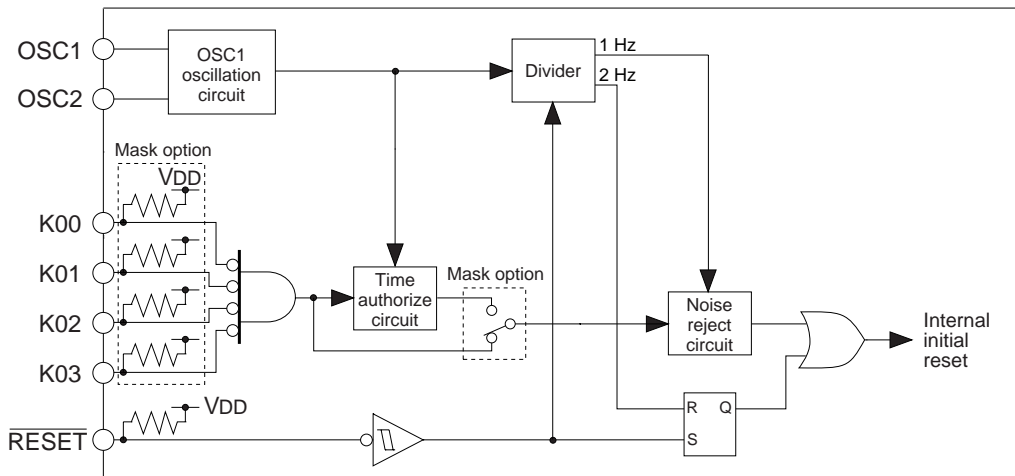 OSC1
OSC2
OSC1
oscillation
circuit
Divider
1 Hz
2 Hz
Mask option
VDD
K00
K01
K02
K03
Time
authorize
circuit
Mask option
Noise
reject
circuit
Internal
initial
reset
RESET
VDD
R Q
S